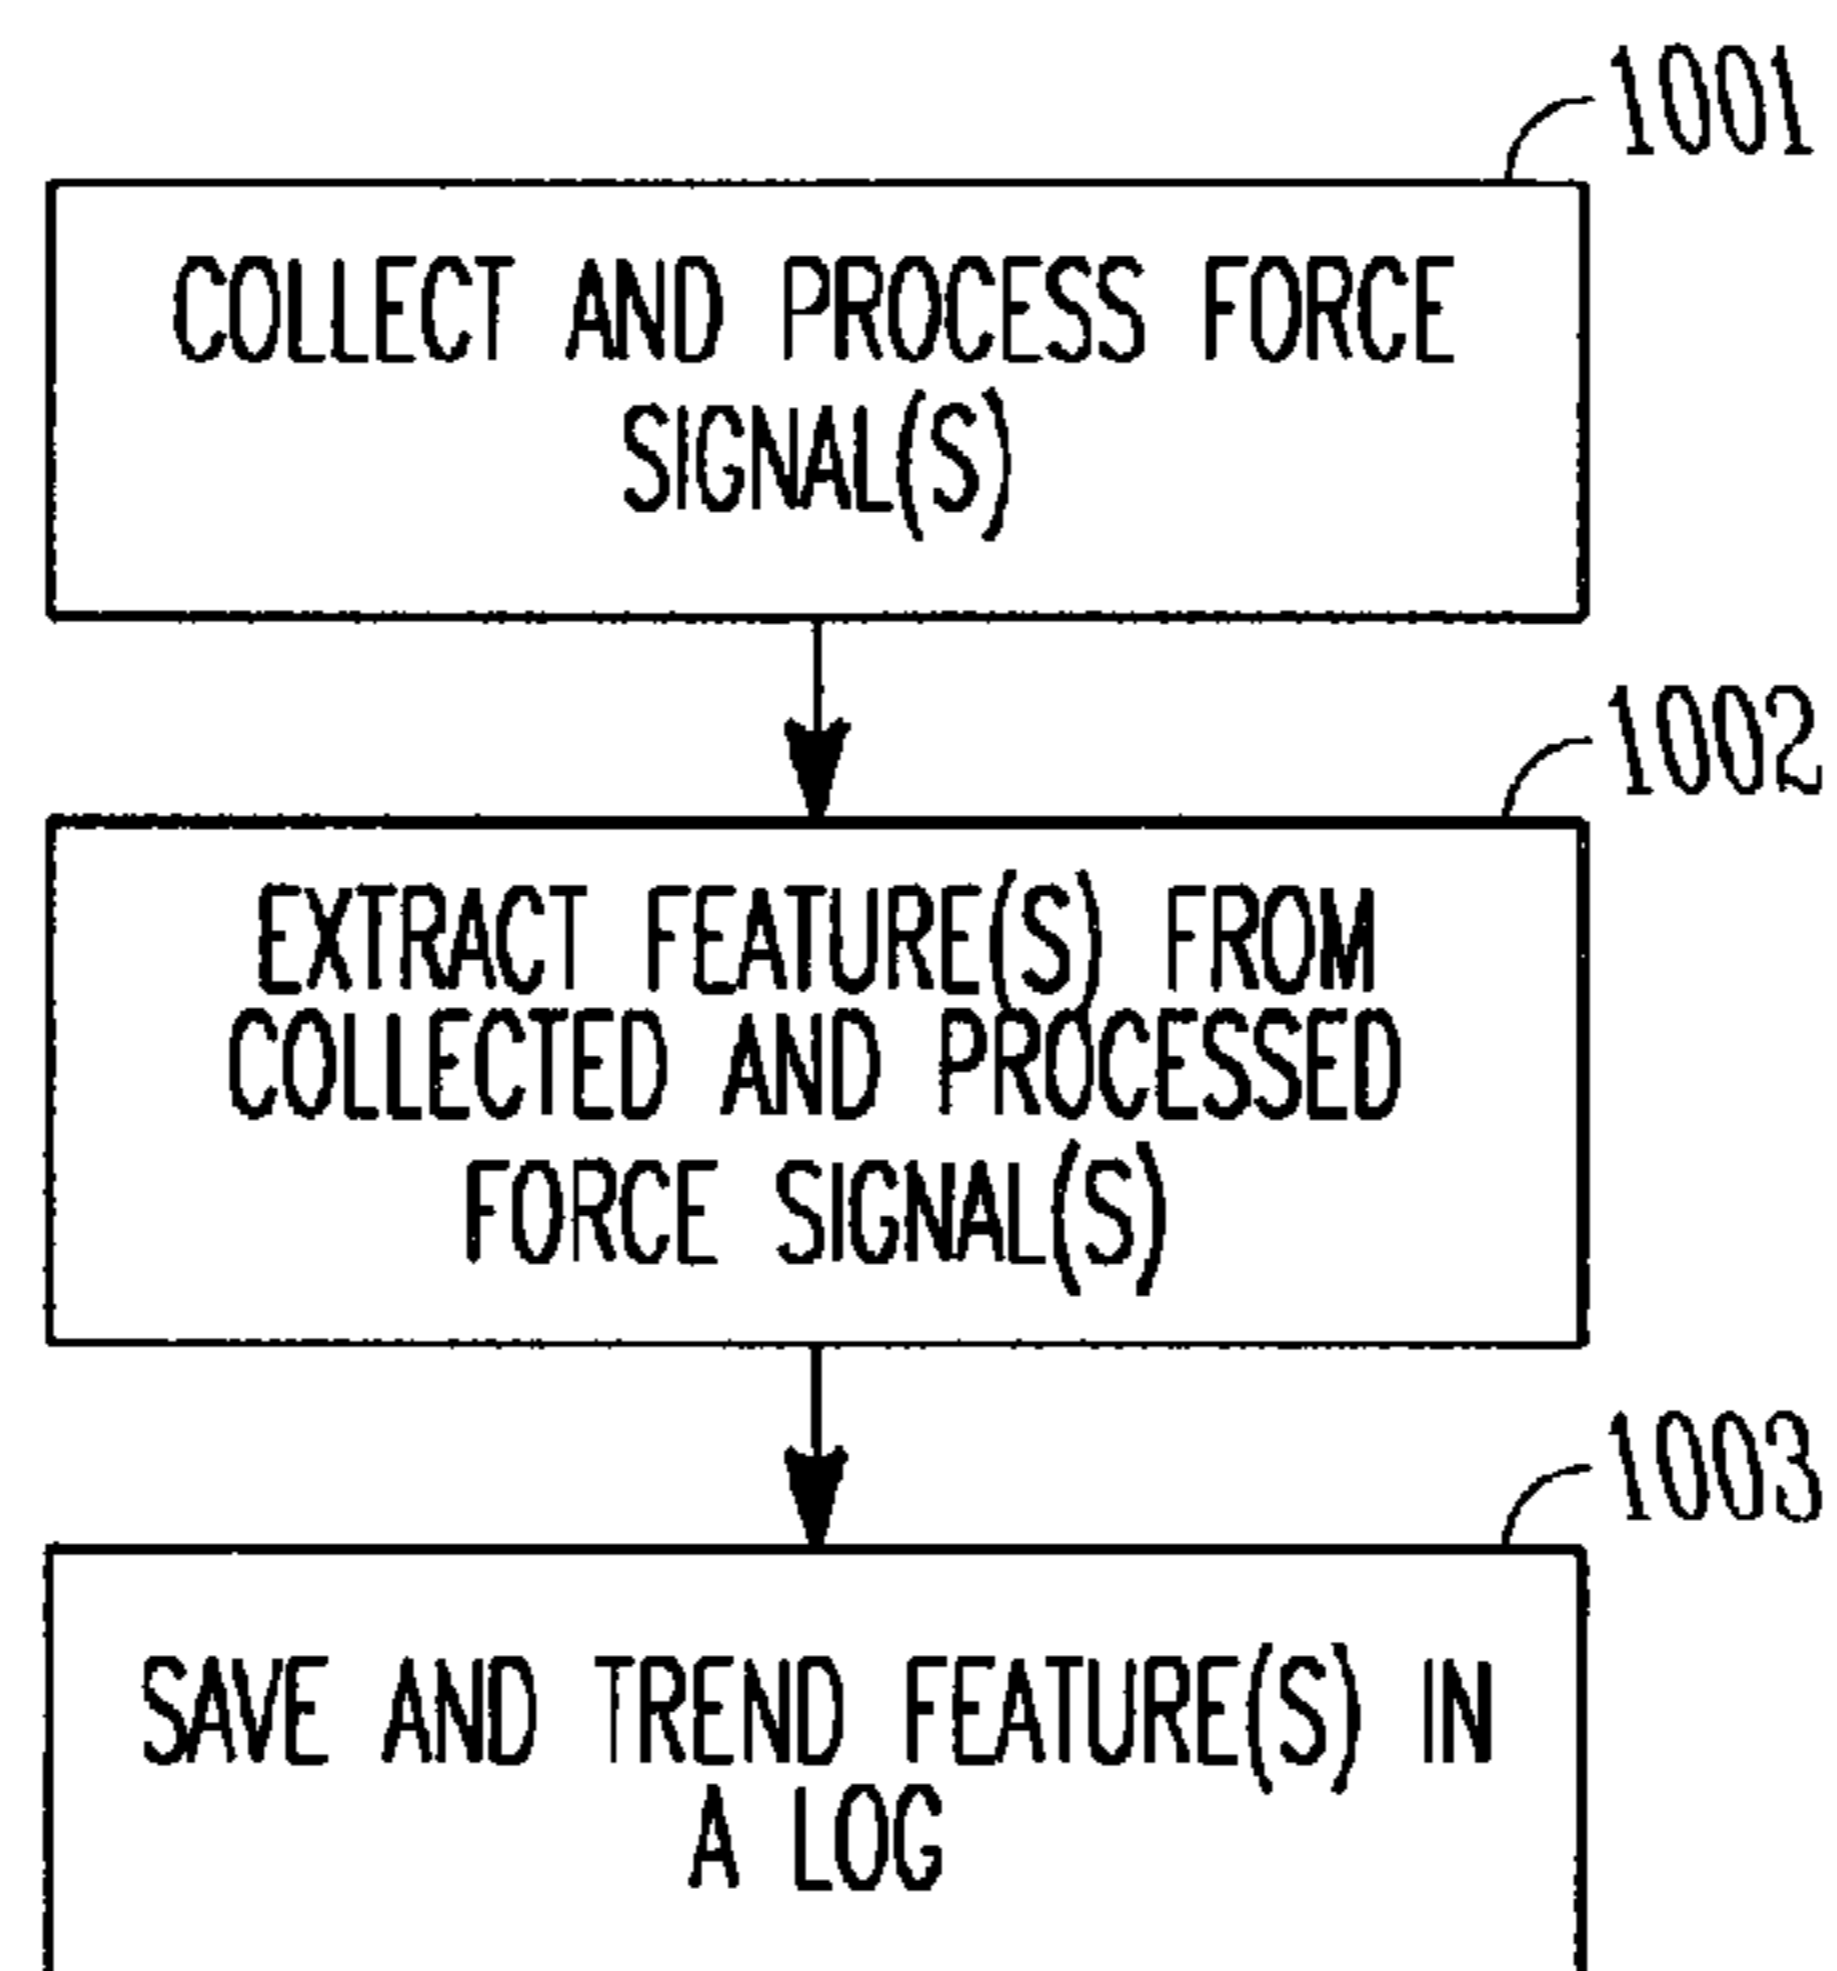 1001
COLLECT AND PROCESS FORCE
SIGNAL(S)
1002
EXTRACT FEATURE(S) FROM
COLLECTED AND PROCESSED
FORCE SIGNAL(S)
1003
SAVE AND TREND FEATURE(S) IN
A LOG